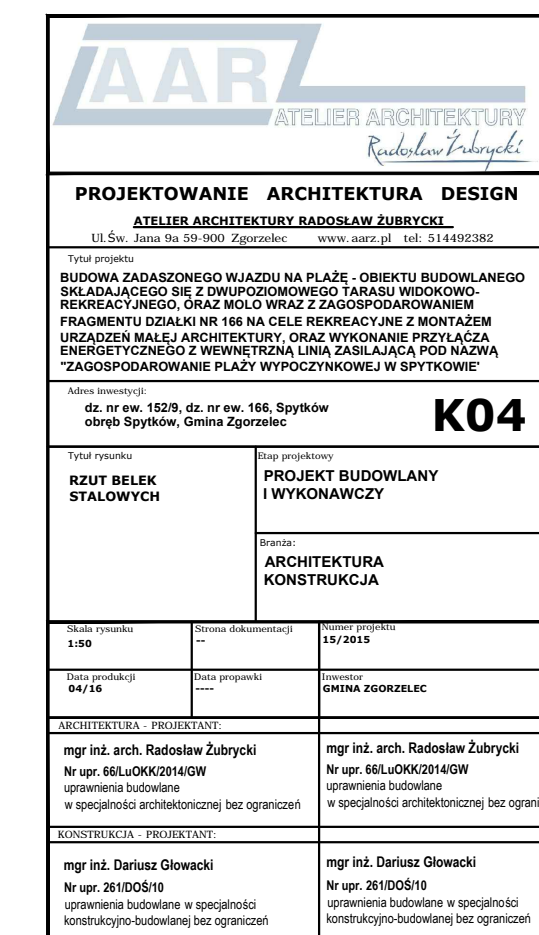 AARZ
ATELIER ARCHITEKTURY
Radosław Żubrycki
PROJEKTOWANIE ARCHITEKTURA DESIGN
ATELIER ARCHITEKTURY RADOSŁAW ŻUBRYCKI
Ul.Św. Jana 9a 59-900 Zgorzelec www.aarz.pl tel: 514492382
Tytuł projektu
BUDOWA ZADASZONEGO WJAZDU NA PLAŻĘ - OBIEKTU BUDOWLANEGO
SKŁADAJĄCEGO SIĘ Z DWUPOZIOMOWEGO TARASU WIDOKOWO-
REKREACYJNEGO, ORAZ MOLO WRAZ Z ZAGOSPODAROWANIEM
FRAGMENTU DZIAŁKI NR 166 NA CELE REKREACYJNE Z MONTAŻEM
URZĄDZEŃ MAŁEJ ARCHITEKTURY, ORAZ WYKONANIE PRZYŁĄCZA
ENERGETYCZNEGO Z WEWNĘTRZNĄ LINIĄ ZASILAJĄCĄ POD NAZWĄ
"ZAGOSPODAROWANIE PLAŻY WYPOCZYNKOWEJ W SPYTKOWIE'
Adres inwestycji:
dz. nr ew. 152/9, dz. nr ew. 166, Spytków
obręb Spytków, Gmina Zgorzelec
K04
Tytuł rysunku
RZUT BELEK
STALOWYCH
Etap projektowy
PROJEKT BUDOWLANY
I WYKONAWCZY
Branża:
ARCHITEKTURA
KONSTRUKCJA
Skala rysunku
1:50
Strona dokumentacji
--
Numer projektu
15/2015
Data produkcji
04/16
Data propawki
----
Inwestor
GMINA ZGORZELEC
ARCHITEKTURA - PROJEKTANT:
mgr inż. arch. Radosław Żubrycki
Nr upr. 66/LuOKK/2014/GW
uprawnienia budowlane
w specjalności architektonicznej bez ograniczeń
mgr inż. arch. Radosław Żubrycki
Nr upr. 66/LuOKK/2014/GW
uprawnienia budowlane
w specjalności architektonicznej bez ograni
KONSTRUKCJA - PROJEKTANT:
mgr inż. Dariusz Głowacki
Nr upr. 261/DOŚ/10
uprawnienia budowlane w specjalności
konstrukcyjno-budowlanej bez ograniczeń
mgr inż. Dariusz Głowacki
Nr upr. 261/DOŚ/10
uprawnienia budowlane w specjalności
konstrukcyjno-budowlanej bez ograniczeń